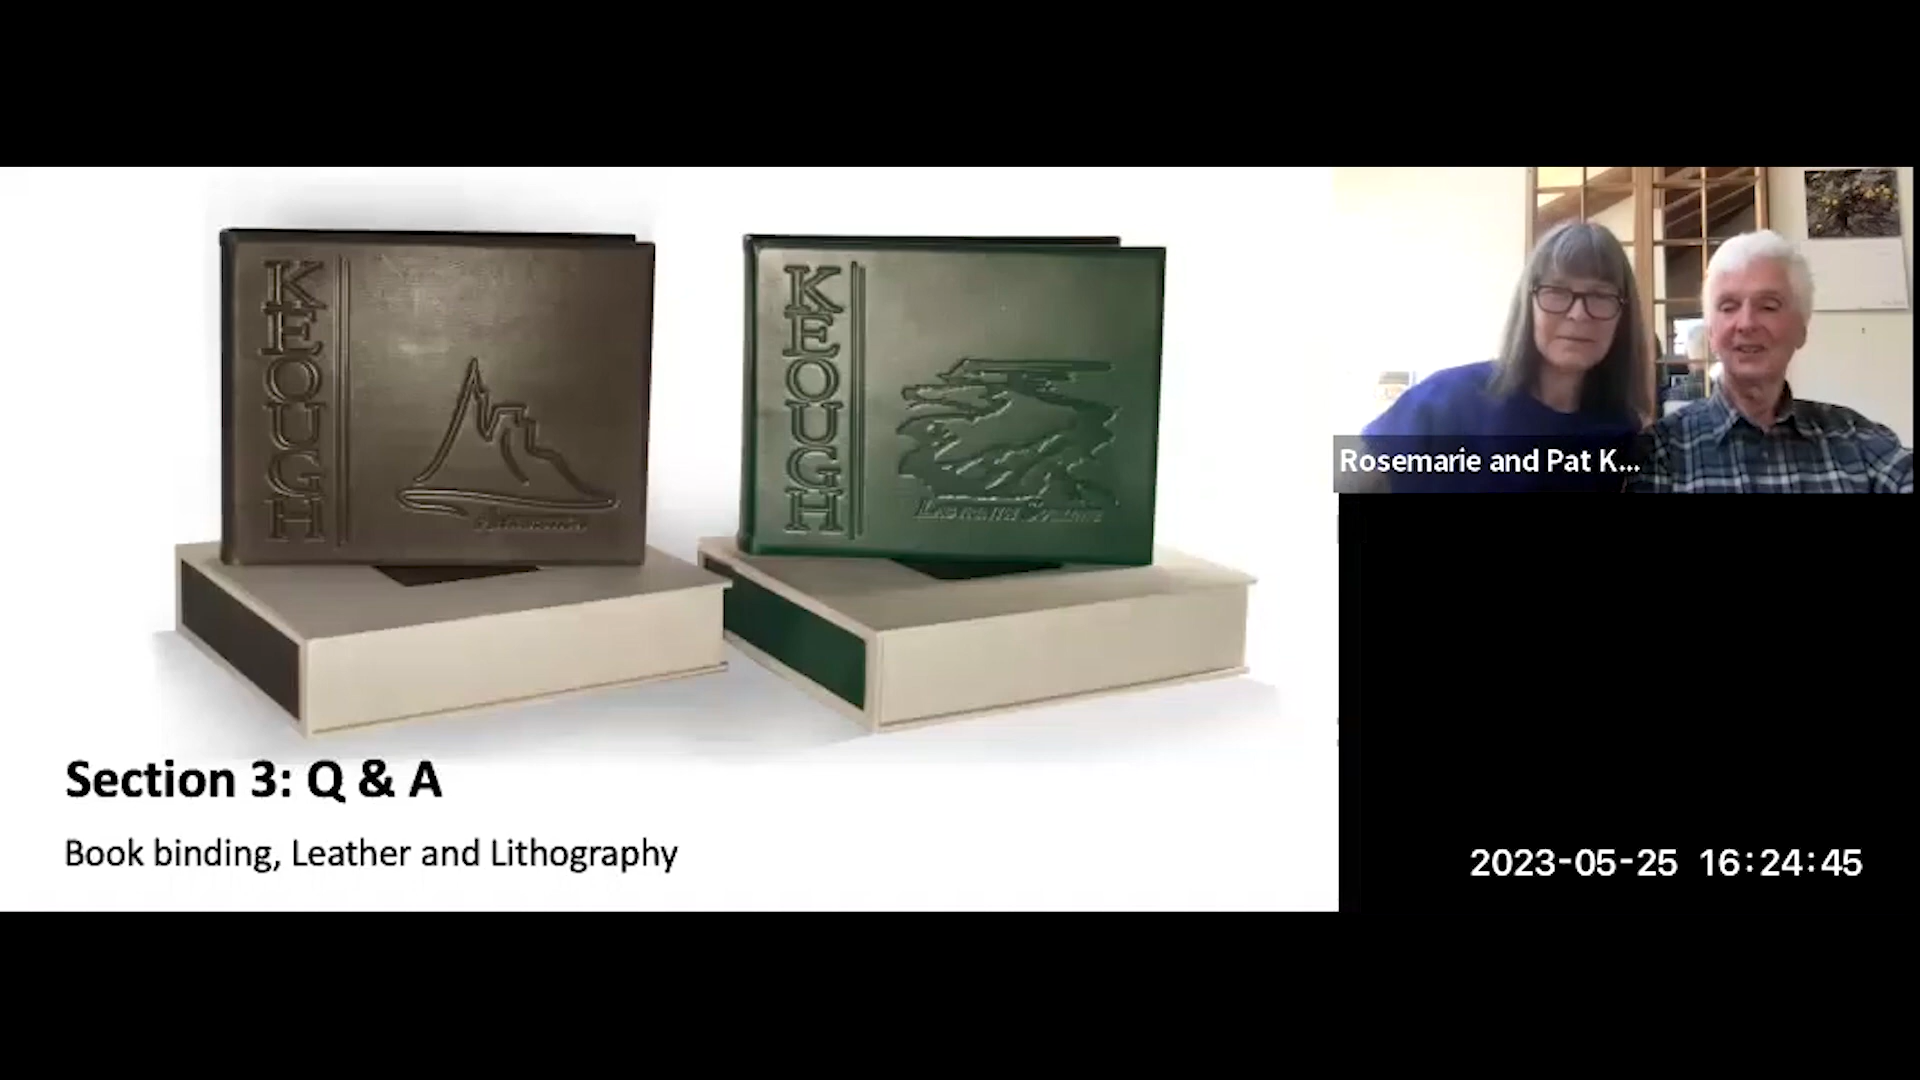 KEOUGH
KEOUGH
Section 3: Q & A
Book binding, Leather and Lithography
Rosemarie and Pat K...
2023-05-25 16:24:45